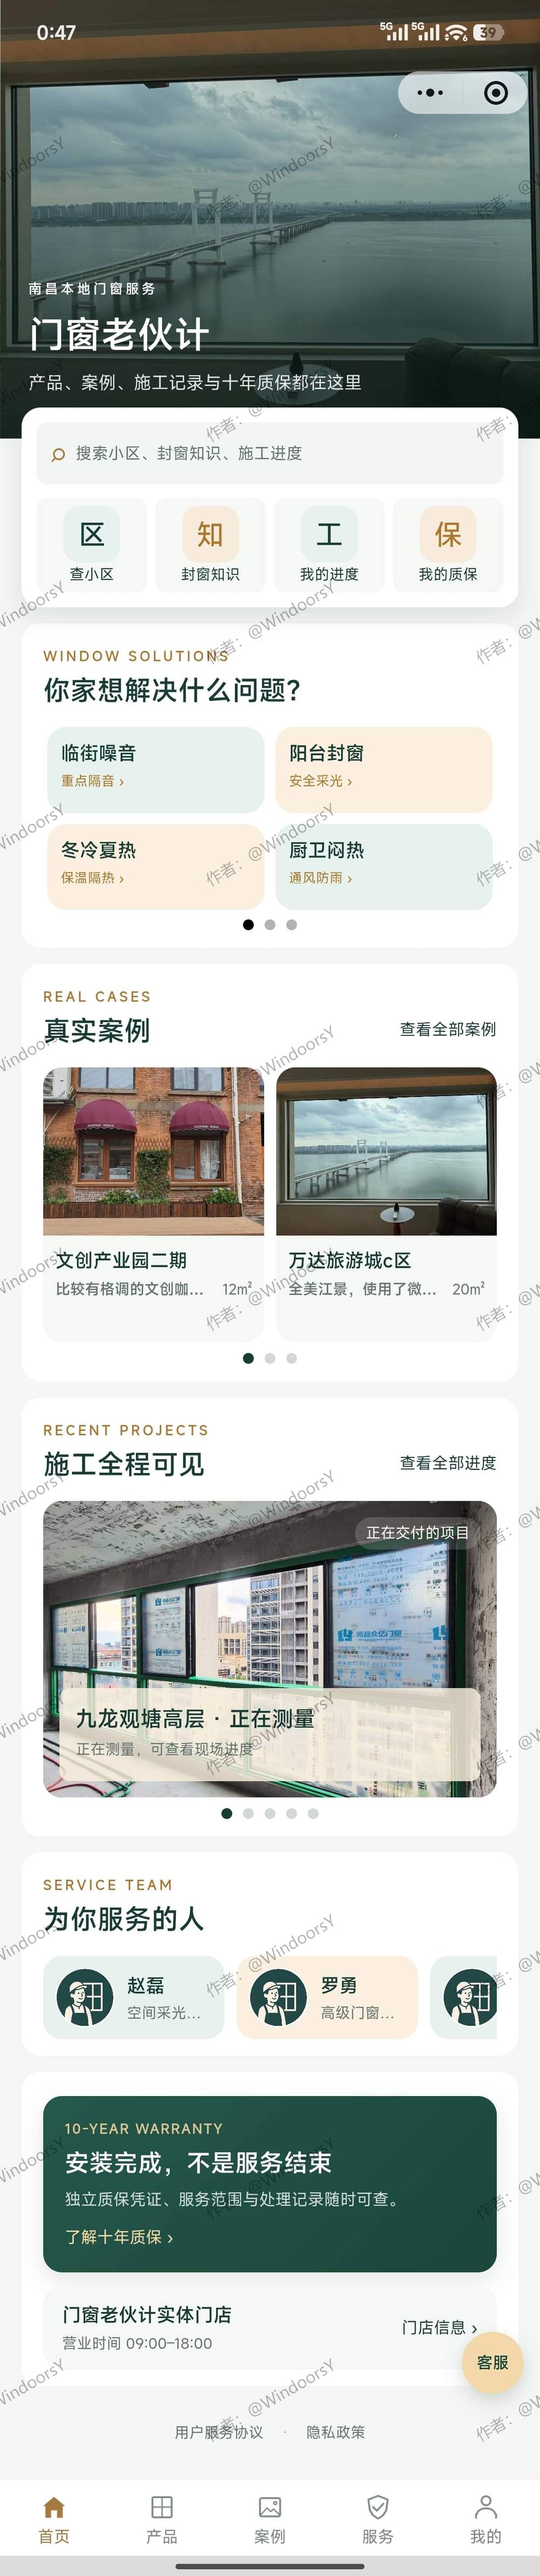 0:47
5G 5G 6 39
南昌本地门窗服务
门窗老伙计
产品、案例、施工记录与十年质保都在这里
搜索小区、封窗知识、施工进度
区 知 工 保
查小区 封窗知识 我的进度 我的质保
WINDOW SOLUTIONS
你家想解决什么问题?
临街噪音 阳台封窗
重点隔音 › 安全采光 ›
冬冷夏热 厨卫闷热
保温隔热 › 通风防雨 ›
REAL CASES
真实案例 查看全部案例
文创产业园二期 万达旅游城c区
比较有格调的文创咖... 12㎡ 全美江景，使用了微... 20㎡
RECENT PROJECTS
施工全程可见 查看全部进度
正在交付的项目
九龙观塘高层 · 正在测量
正在测量，可查看现场进度
SERVICE TEAM
为你服务的人
赵磊 罗勇
空间采光... 高级门窗...
10-YEAR WARRANTY
安装完成，不是服务结束
独立质保凭证、服务范围与处理记录随时可查。
了解十年质保 ›
门窗老伙计实体门店
营业时间 09:00–18:00
门店信息 ›
客服
用户服务协议 · 隐私政策
首页 产品 案例 服务 我的
作者：@WindoorsY